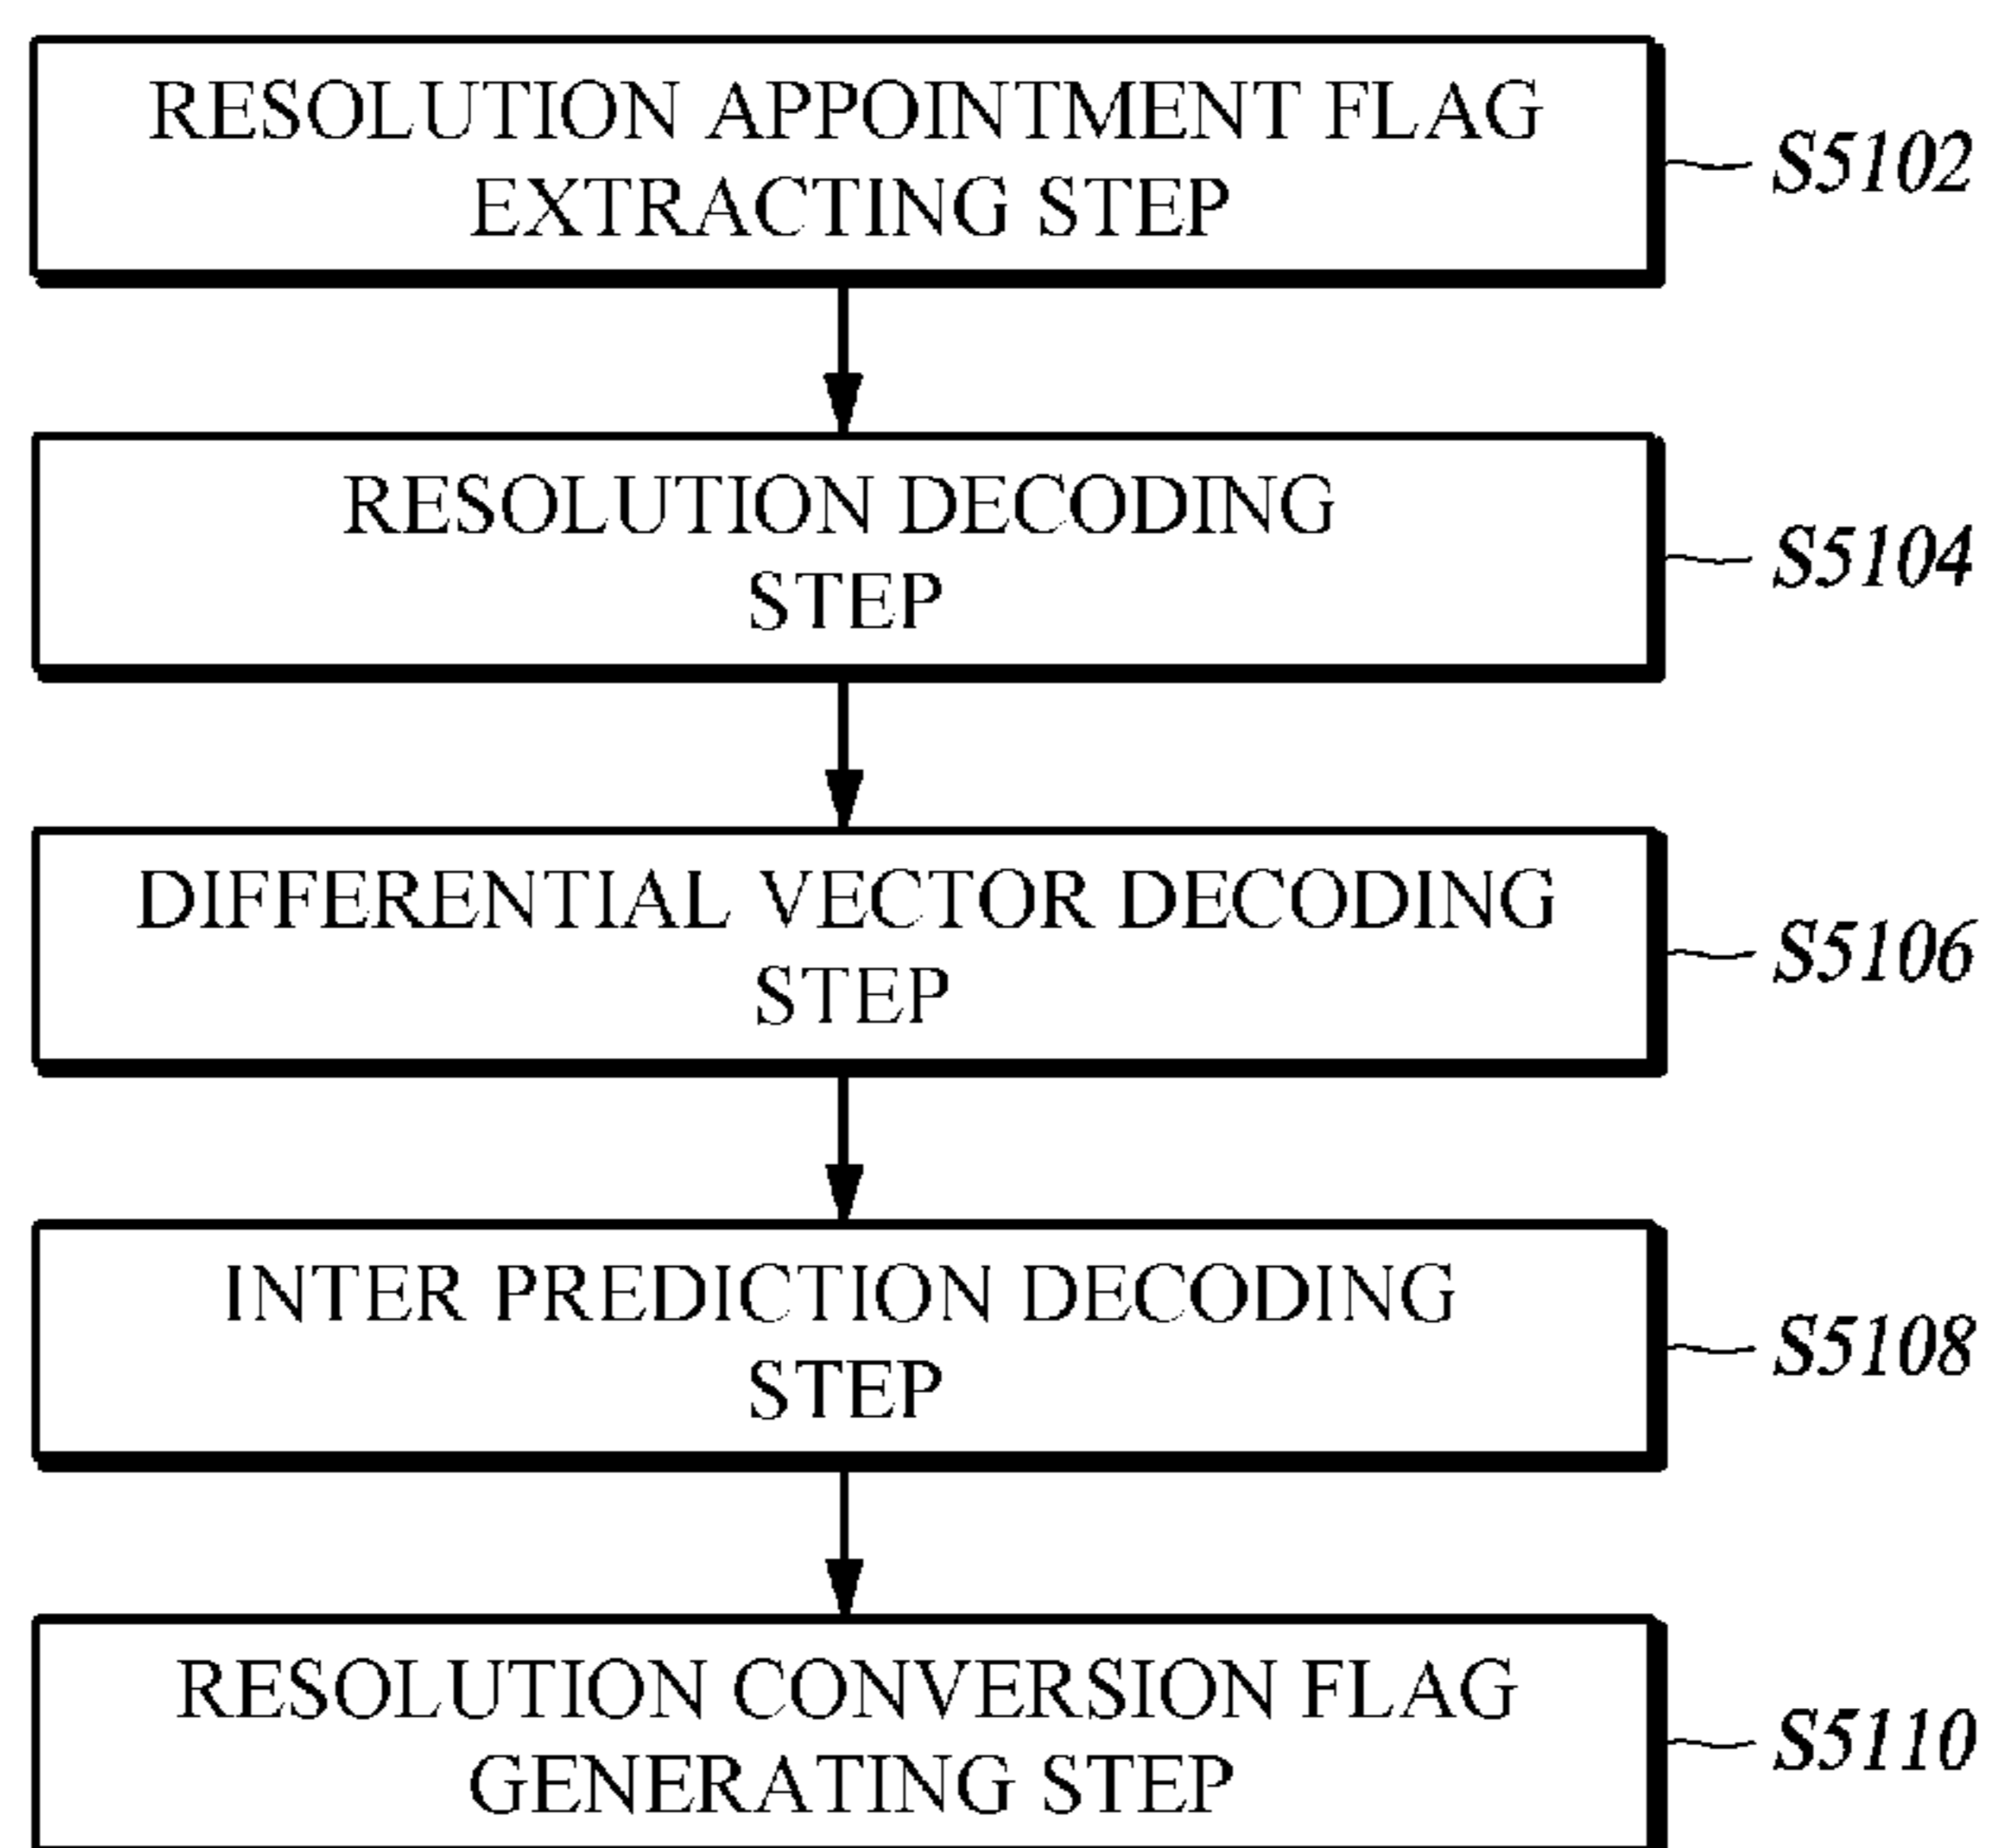 RESOLUTION APPOINTMENT FLAG
EXTRACTING STEP
S5102
RESOLUTION DECODING
STEP
S5104
DIFFERENTIAL VECTOR DECODING
STEP
S5106
INTER PREDICTION DECODING
STEP
S5108
RESOLUTION CONVERSION FLAG
GENERATING STEP
S5110